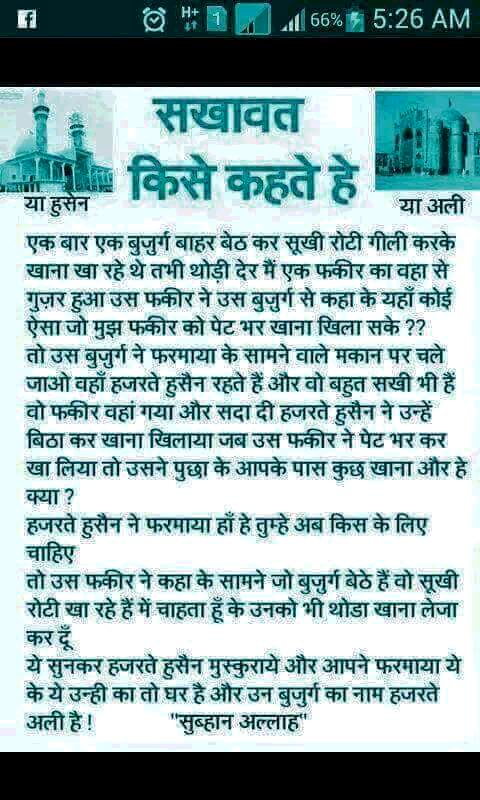 H+ 1 66% 5:26 AM
सखावत
किसे कहते हे
या हुसैन
या अली
एक बार एक बुजुर्ग बाहर बेठ कर सूखी रोटी गीली करके
खाना खा रहे थे तभी थोड़ी देर मैं एक फकीर का वहा से
गुज़र हुआ उस फकीर ने उस बुजुर्ग से कहा के यहाँ कोई
ऐसा जो मुझ फकीर को पेट भर खाना खिला सके ??
तो उस बुजुर्ग ने फरमाया के सामने वाले मकान पर चले
जाओ वहाँ हजरते हुसैन रहते हैं और वो बहुत सखी भी हैं
वो फकीर वहां गया और सदा दी हजरते हुसैन ने उन्हें
बिठा कर खाना खिलाया जब उस फकीर ने पेट भर कर
खा लिया तो उसने पुछा के आपके पास कुछ खाना और हे
क्या ?
हजरते हुसैन ने फरमाया हाँ हे तुम्हे अब किस के लिए
चाहिए
तो उस फकीर ने कहा के सामने जो बुजुर्ग बेठे हैं वो सूखी
रोटी खा रहे हैं में चाहता हूँ के उनको भी थोडा खाना लेजा
कर दूँ
ये सुनकर हजरते हुसैन मुस्कुराये और आपने फरमाया ये
के ये उन्ही का तो घर है और उन बुजुर्ग का नाम हजरते
अली है ! "सुब्हान अल्लाह"